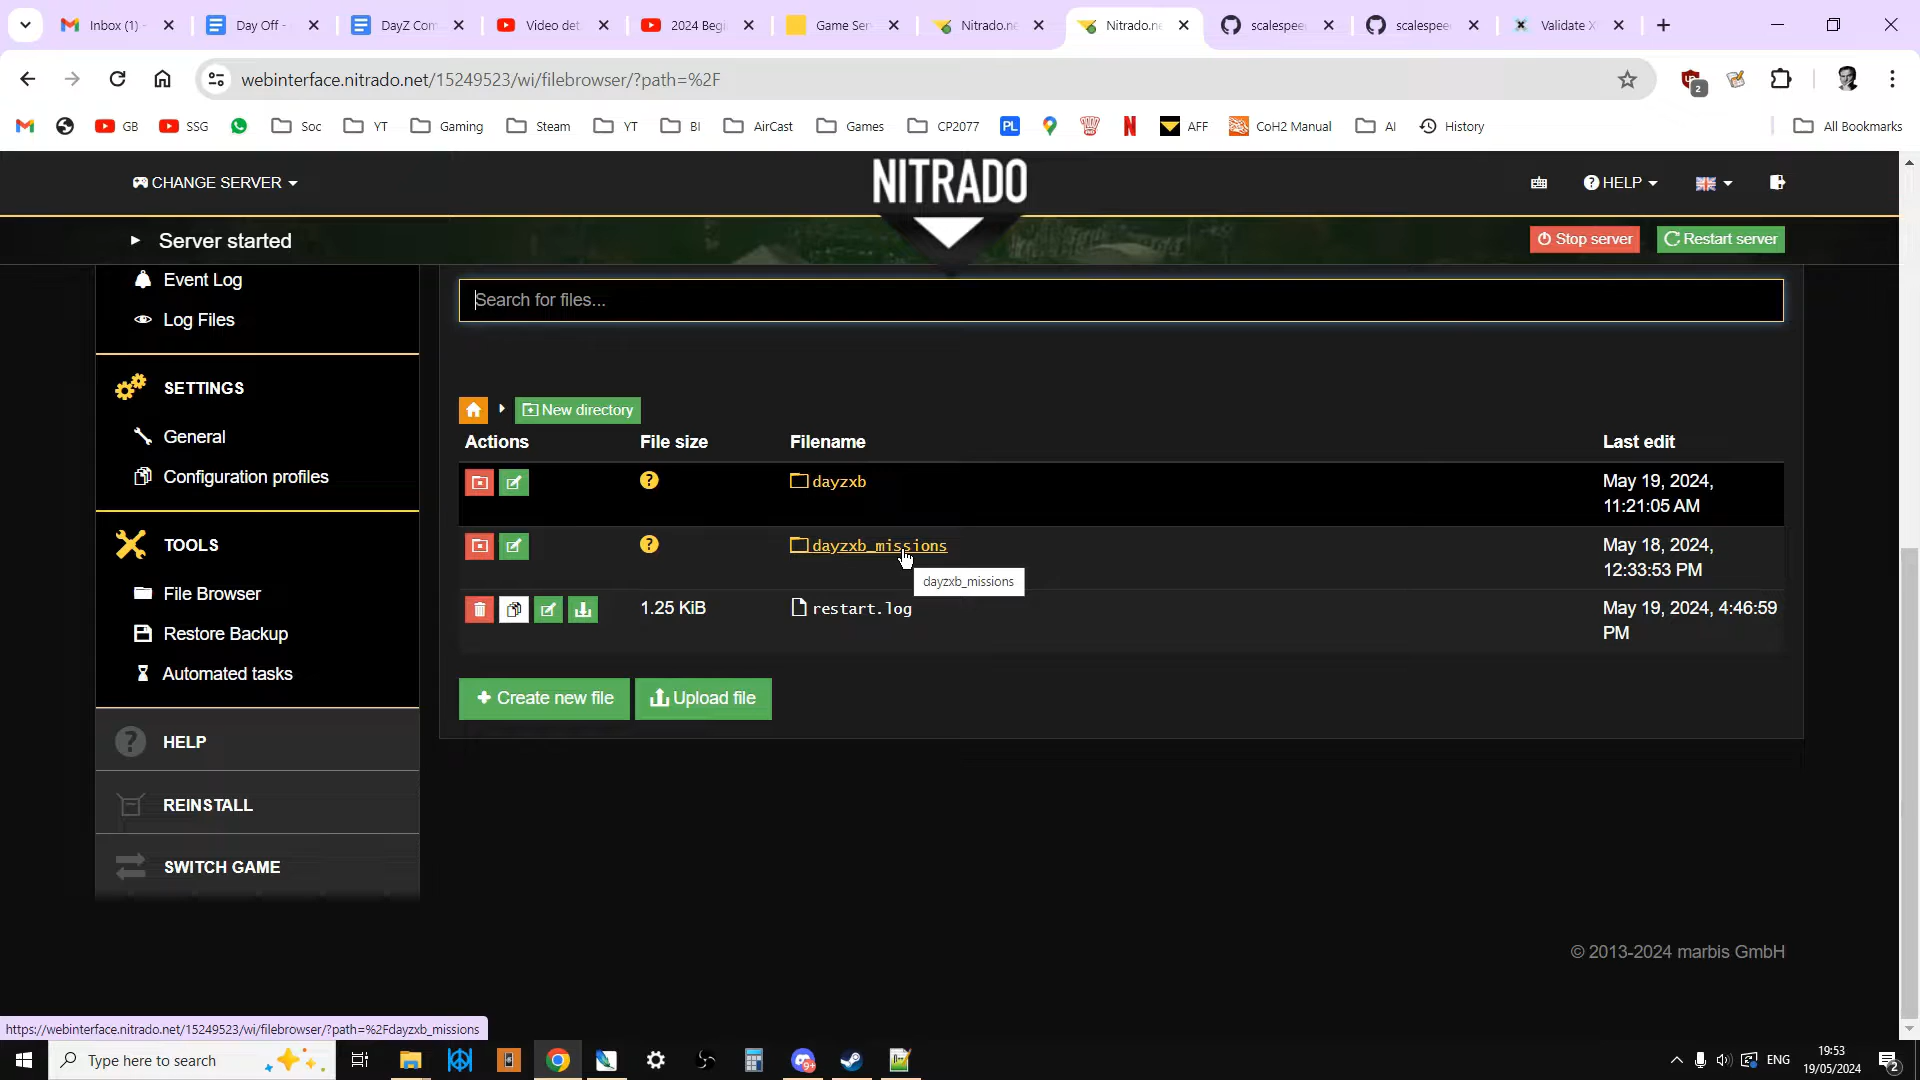 Inbox (1) -
Day Off -
DayZ Com
Video det
2024 Begi
Game Ser
Nitrado.ne
Nitrado.ne
scalespee
scalespee
Validate X
webinterface.nitrado.net/15249523/wi/filebrowser/?path=%2F
2
GB
SSG
Soc
YT
Gaming
Steam
YT
BI
AirCast
Games
CP2077
PL
N
AFF
CoH2 Manual
AI
History
All Bookmarks
CHANGE SERVER
NITRADO
HELP
Server started
Stop server
Restart server
Event Log
Log Files
SETTINGS
General
Configuration profiles
TOOLS
File Browser
Restore Backup
Automated tasks
HELP
REINSTALL
SWITCH GAME
Search for files...
New directory
Actions
File size
Filename
Last edit
dayzxb
May 19, 2024,
11:21:05 AM
dayzxb_missions
May 18, 2024,
12:33:53 PM
dayzxb_missions
1.25 KiB
restart.log
May 19, 2024, 4:46:59
PM
Create new file
Upload file
© 2013-2024 marbis GmbH
https://webinterface.nitrado.net/15249523/wi/filebrowser/?path=%2Fdayzxb_missions
Type here to search
9+
ENG
19:53
19/05/2024
2